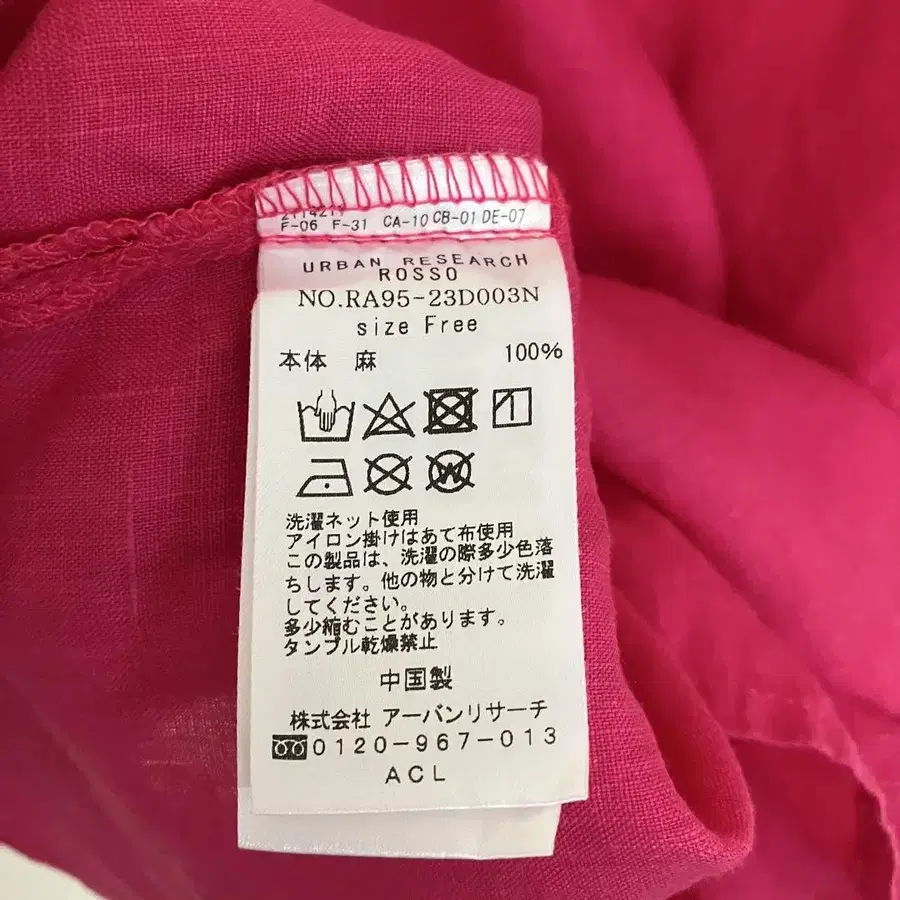 F-06 F-31 CA-10 CB-01 DE-07
URBAN RESEARCH
ROSSO
NO.RA95-23D003N
size Free
本体 麻 100%
洗濯ネット使用
アイロン掛けはあて布使用
この製品は、洗濯の際多少色落
ちします。他の物と分けて洗濯
してください。
多少縮むことがあります。
タンブル乾燥禁止
中国製
株式会社 アーバンリサーチ
0120-967-013
ACL